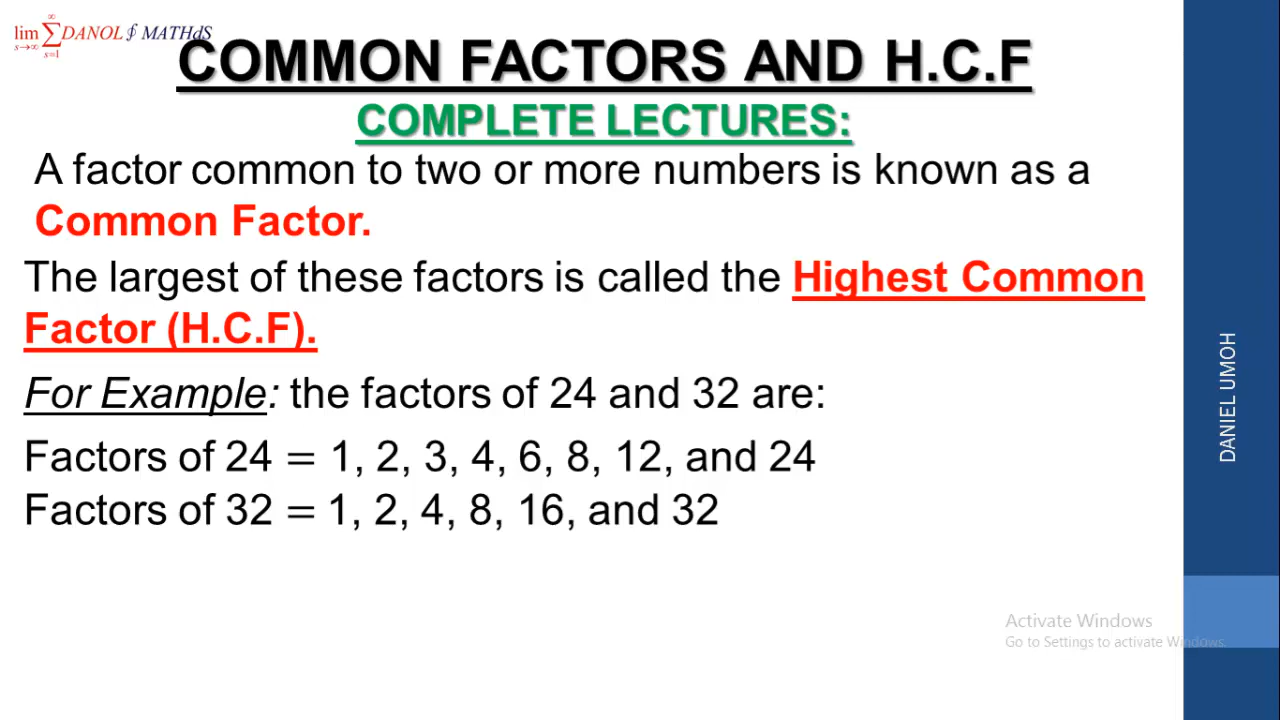 lim ∑ DANOL ∮ MATHdS
s→∞ s=1 ∞
COMMON FACTORS AND H.C.F
COMPLETE LECTURES:
A factor common to two or more numbers is known as a
Common Factor.
The largest of these factors is called the Highest Common
Factor (H.C.F).
For Example: the factors of 24 and 32 are:
Factors of 24 = 1, 2, 3, 4, 6, 8, 12, and 24
Factors of 32 = 1, 2, 4, 8, 16, and 32
DANIEL UMOH
Activate Windows
Go to Settings to activate Windows.